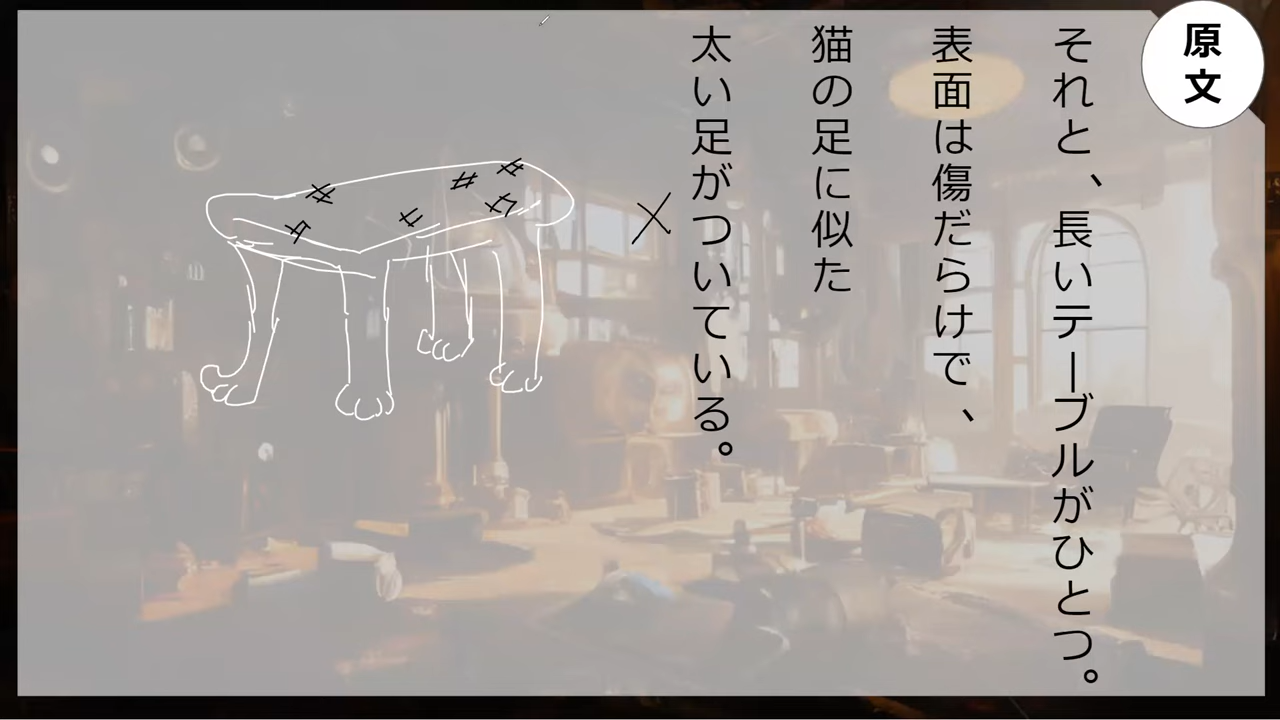 原文
それと、長いテーブルがひとつ。
表面は傷だらけで、
猫の足に似た
太い足がついている。